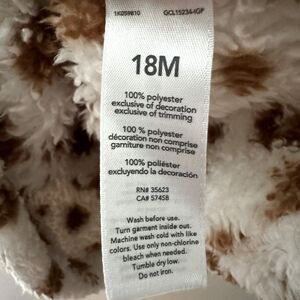 GCL15234-IGF
18M
100% polyester
exclusive of decoration
exclusive of trimming
100 % polyester
décoration non comprise
garniture non comprise
100% poliéster
excluyendo la decoración
RN# 35623
CA# 57458
Wash before use.
Turn garment inside out.
Machine wash cold with like
colors. Use only non-chlorine
bleach when needed.
Tumble dry low.
Do not iron.